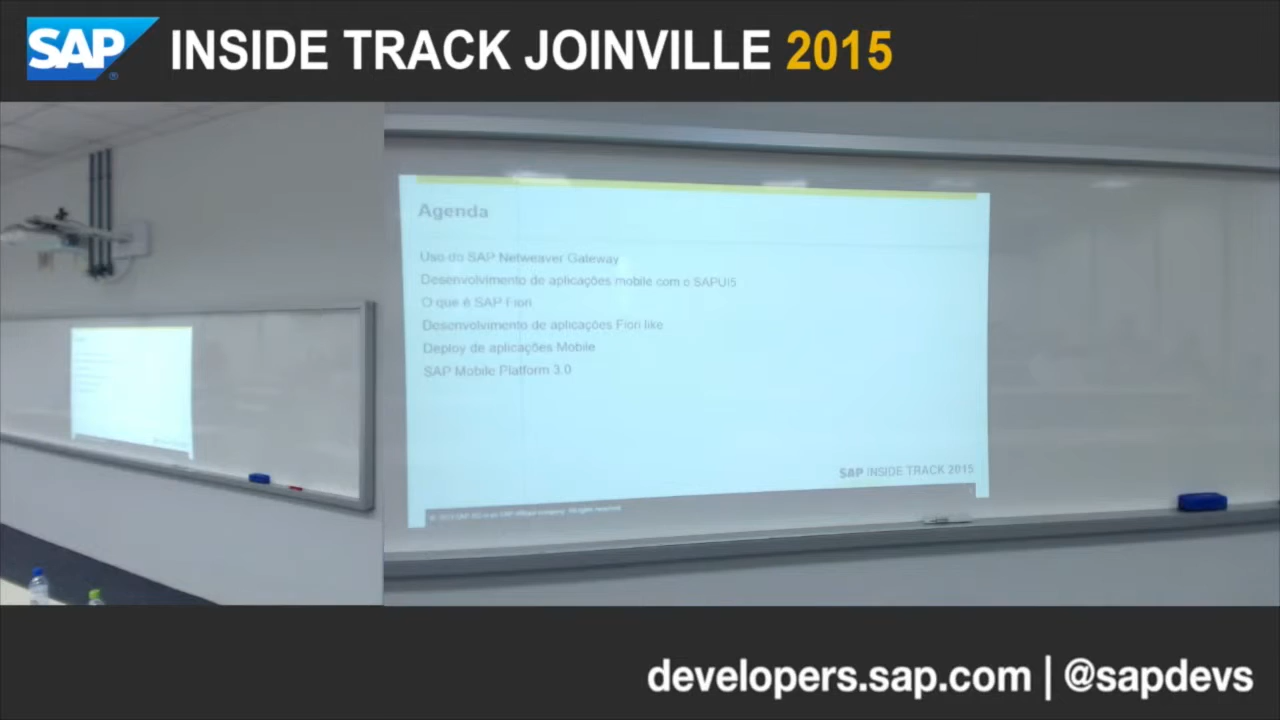 SAP INSIDE TRACK JOINVILLE 2015
Agenda
Uso do SAP Netweaver Gateway
Desenvolvimento de aplicações mobile com o SAPUI5
O que é SAP Fiori
Desenvolvimento de aplicações Fiori like
Deploy de aplicações Mobile
SAP Mobile Platform 3.0
SAP INSIDE TRACK 2015
developers.sap.com | @sapdevs